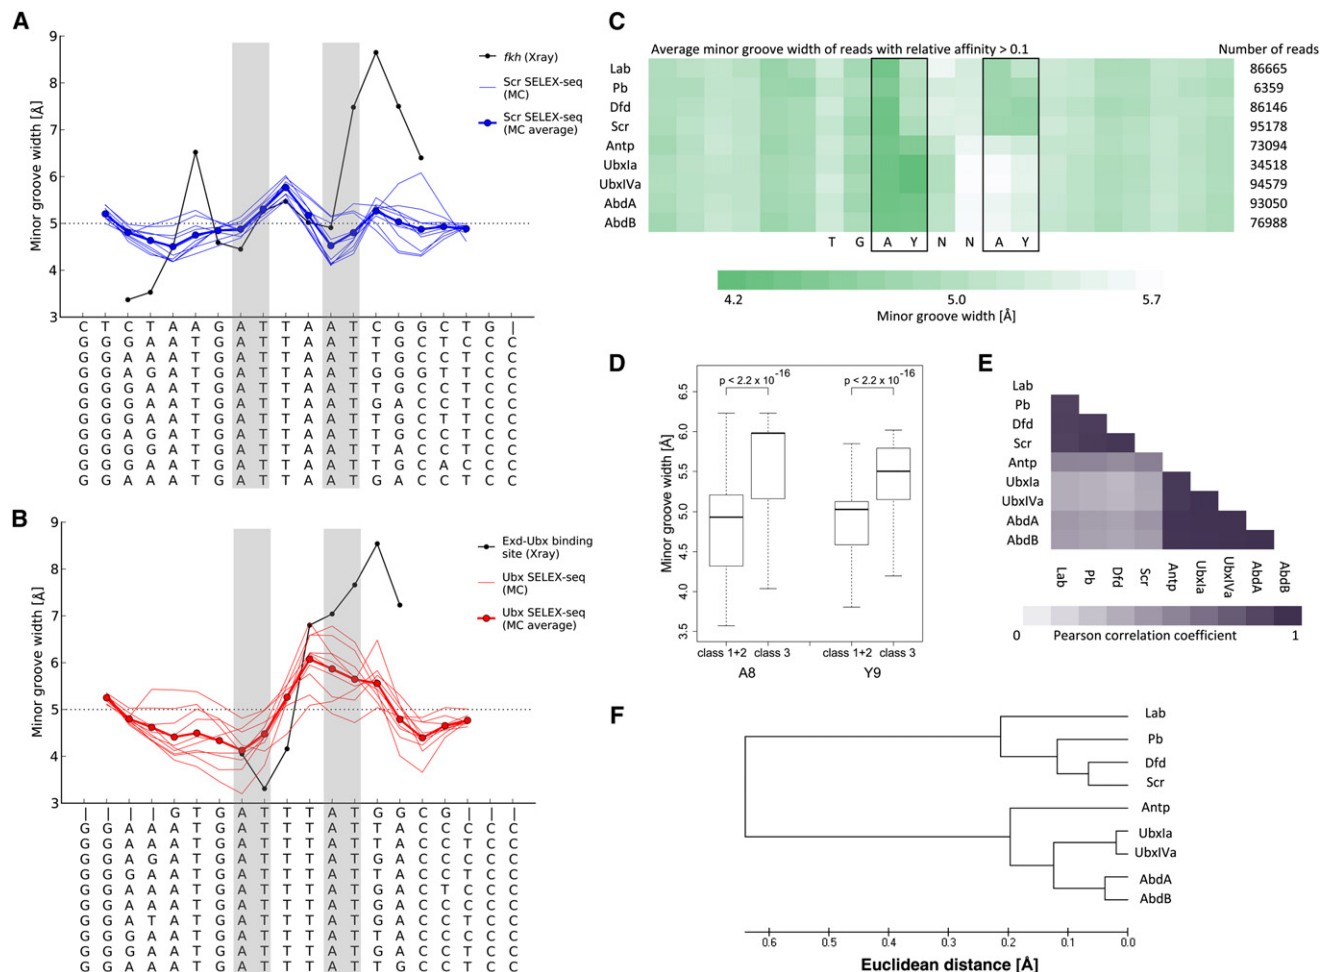 A
9
8
7
6
5
4
3
Minor groove width [Å]
fkh (Xray)
Scr SELEX-seq
(MC)
Scr SELEX-seq
(MC average)
C T C T A A G A T T A A T C G G C T G |
G G G A A T G A T T A A T T G C T C C C
G G A A A T G A T T A A T T G C C T C C
G G G A A T G A T T A A T G G G T T C C
G G A G A T G A T T A A T T G C C T C C
G G G A A T G A T T A A T G A C C T C C
G G A A A T G A T T A A T T G C C T C C
G G A G A T G A T T A A T T G C C T C C
G G G A A T G A T T A A T T G C C T C C
G G G A A T G A T T A A T T G C A C C C
G G A A A T G A T T A A T G A C C T C C
B
9
8
7
6
5
4
3
Minor groove width [Å]
Exd-Ubx binding
site (Xray)
Ubx SELEX-seq
(MC)
Ubx SELEX-seq
(MC average)
| | | | G T G A T T T A T G G C G | | |
G G A A A T G A T T T A T T A C C C C C
G G G A A T G A T T T A T T A C C T C C
G G A G A T G A T T T A T G A C C C C C
G G G A A T G A T T T A T T A C C T C C
G G A A A T G A T T T A T G A C T C C C
G G G A A T G A T T T A T G A C C T C C
G G A T A T G A T T T A T G A C C C C C
G G G A A T G A T T T A T T A C C C C C
G G G A A T G A T T T A T G A C C T C C
G G A A A T G A T T T A T T G C C T C C
C
Average minor groove width of reads with relative affinity > 0.1
Number of reads
Lab 86665
Pb 6359
Dfd 86146
Scr 95178
Antp 73094
UbxIa 34518
UbxIVa 94579
AbdA 93050
AbdB 76988
T G A Y N N A Y
4.2 5.0 5.7
Minor groove width [Å]
D
p < 2.2 x 10-16
p < 2.2 x 10-16
6.5
6.0
5.5
5.0
4.5
4.0
3.5
Minor groove width [Å]
class 1+2 class 3 class 1+2 class 3
A8 Y9
E
Lab
Pb
Dfd
Scr
Antp
UbxIa
UbxIVa
AbdA
AbdB
Lab Pb Dfd Scr Antp UbxIa UbxIVa AbdA AbdB
0 Pearson correlation coefficient 1
F
Lab
Pb
Dfd
Scr
Antp
UbxIa
UbxIVa
AbdA
AbdB
0.6 0.5 0.4 0.3 0.2 0.1 0.0
Euclidean distance [Å]